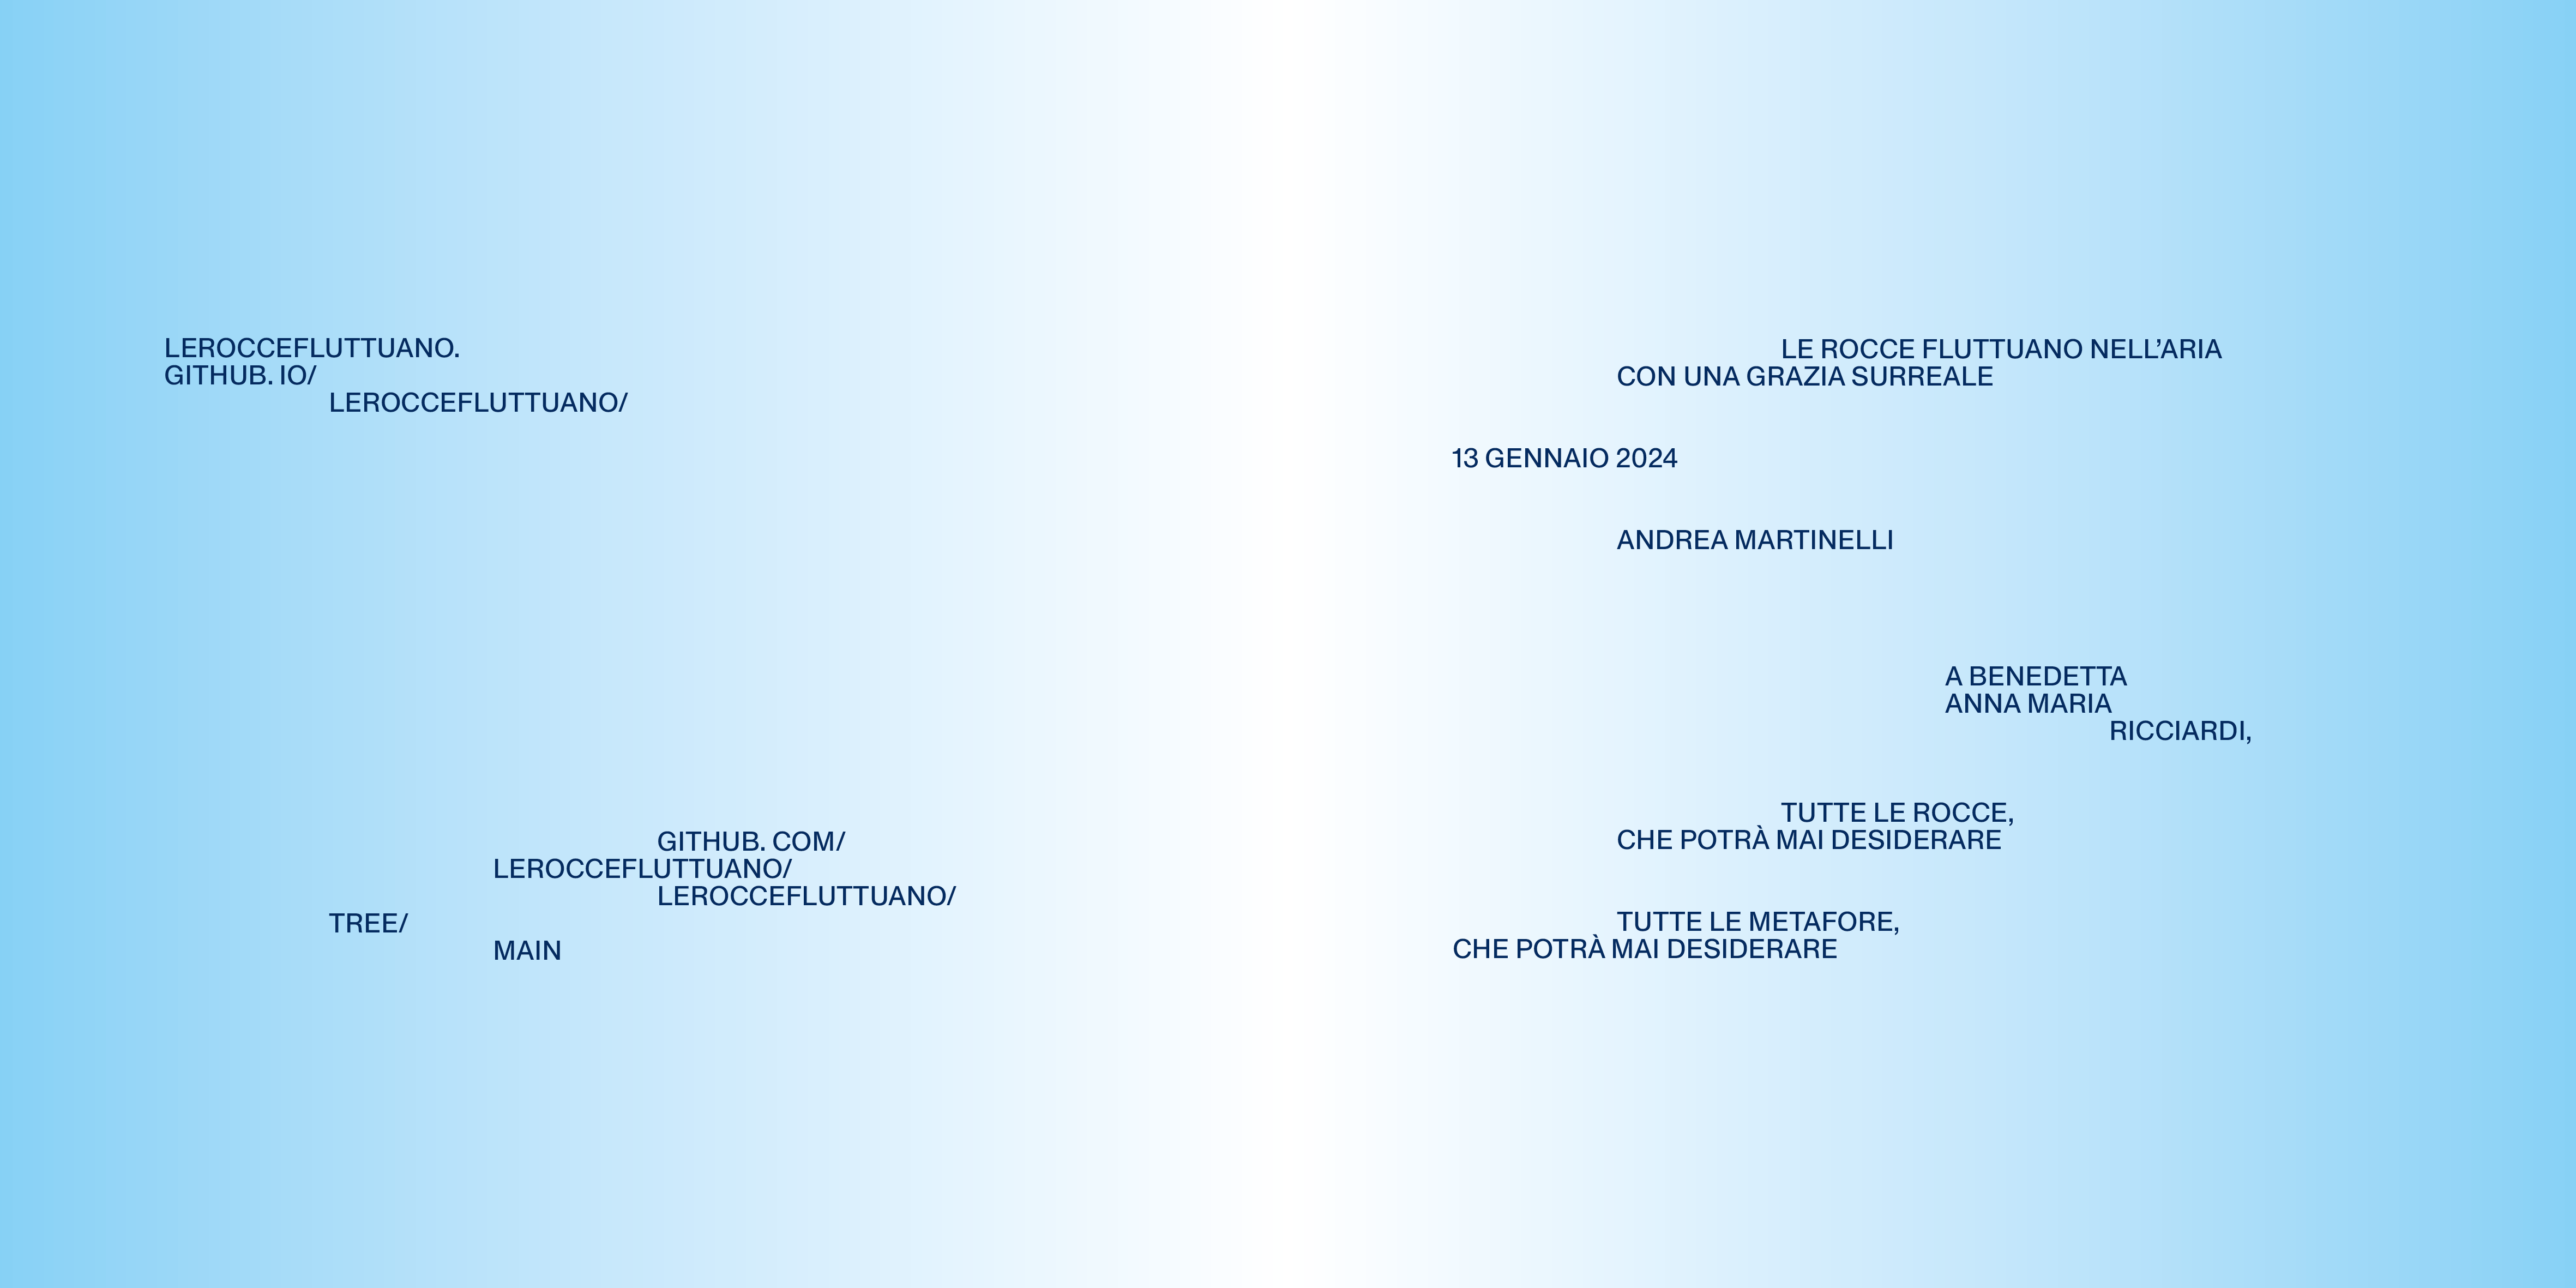 LEROCCEFLUTTUANO.
GITHUB. IO/
LEROCCEFLUTTUANO/
GITHUB. COM/
LEROCCEFLUTTUANO/
LEROCCEFLUTTUANO/
TREE/
MAIN
LE ROCCE FLUTTUANO NELL’ARIA
CON UNA GRAZIA SURREALE
13 GENNAIO 2024
ANDREA MARTINELLI
A BENEDETTA
ANNA MARIA
RICCIARDI,
TUTTE LE ROCCE,
CHE POTRÀ MAI DESIDERARE
TUTTE LE METAFORE,
CHE POTRÀ MAI DESIDERARE